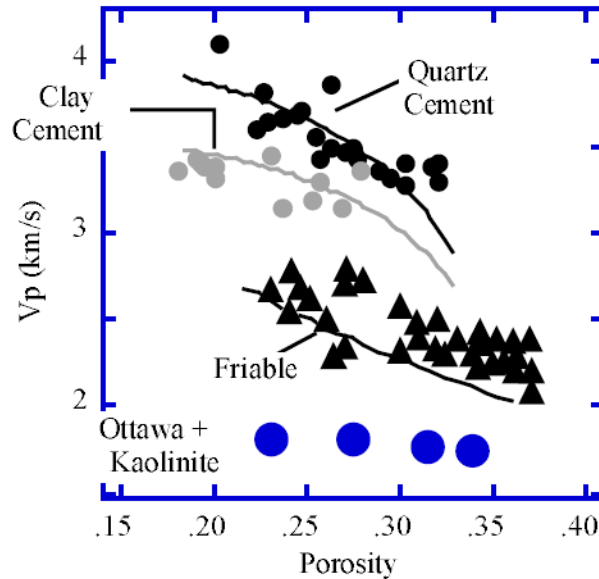 4
Clay
Cement
Quartz
Cement
3
Vp (km/s)
Friable
2
Ottawa +
Kaolinite
.15 .20 .25 .30 .35 .40
Porosity